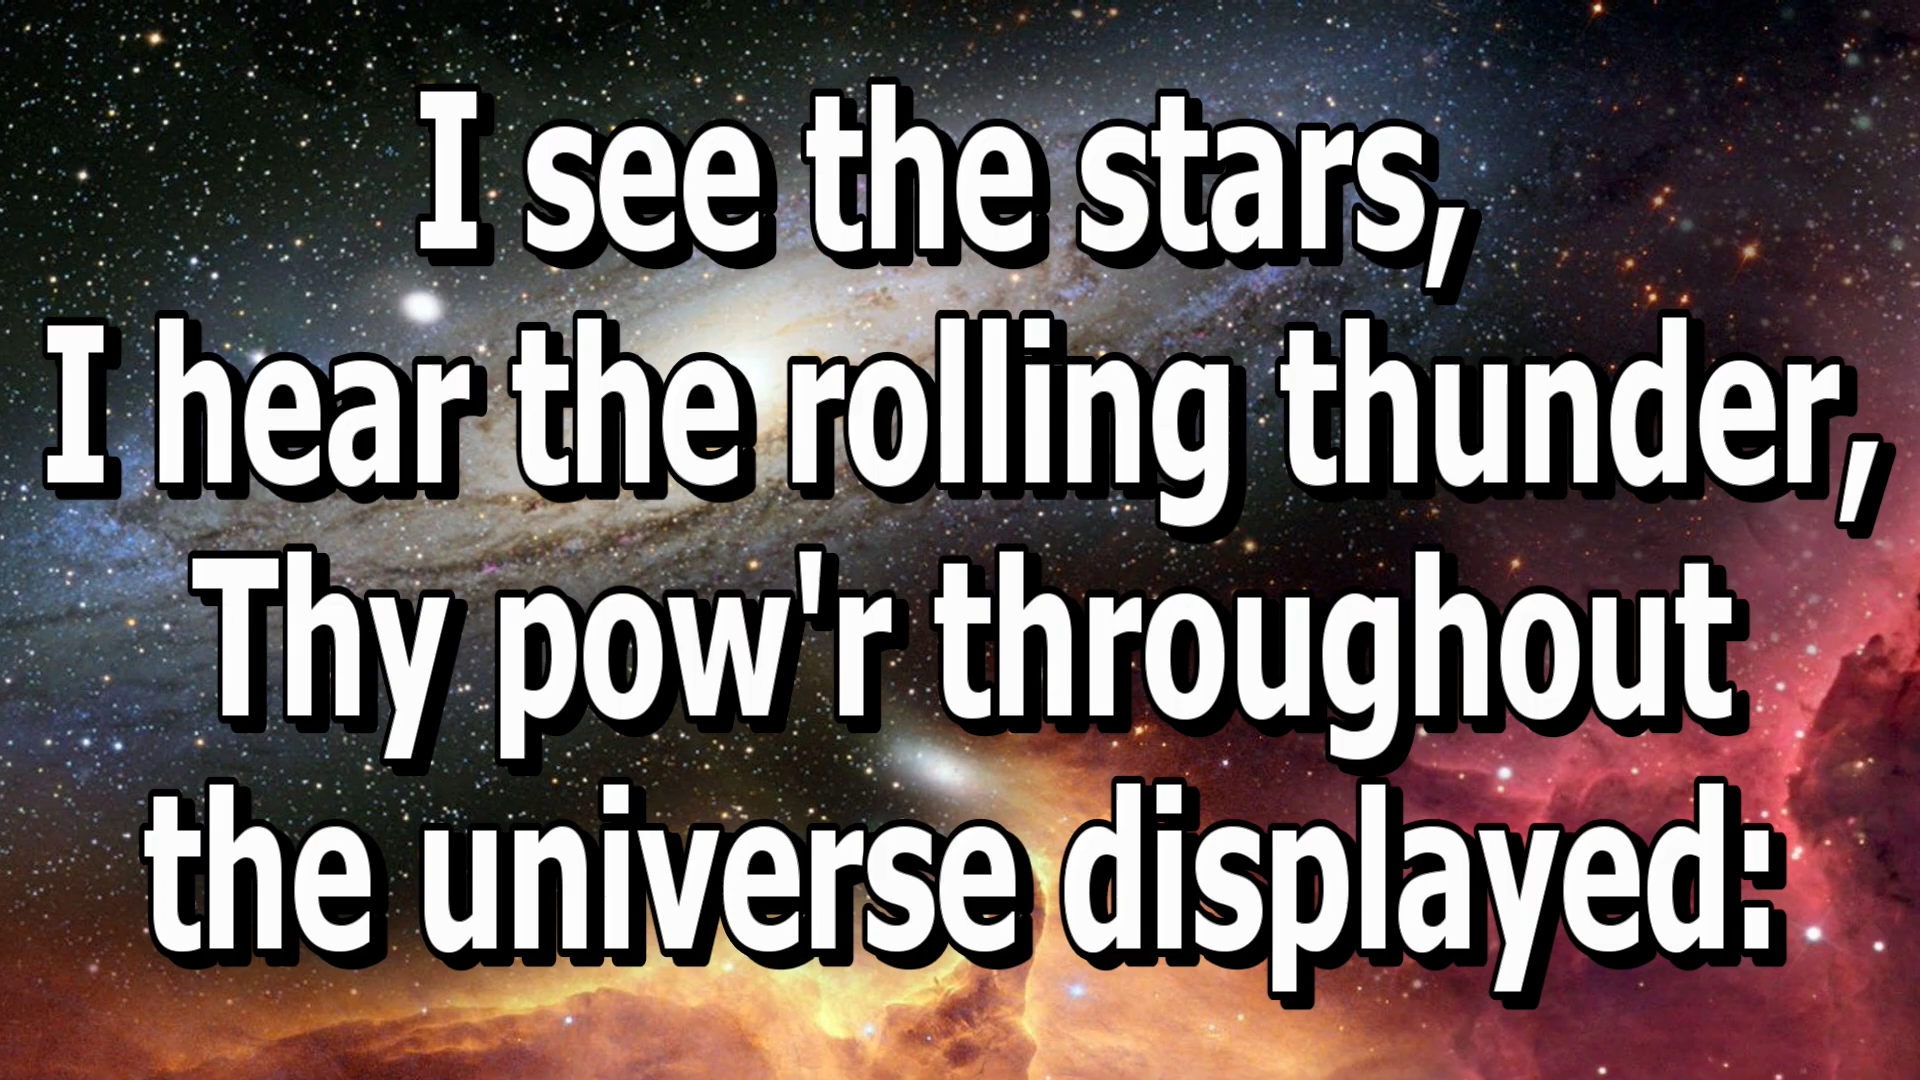 I see the stars,
I hear the rolling thunder,
Thy pow'r throughout
the universe displayed: